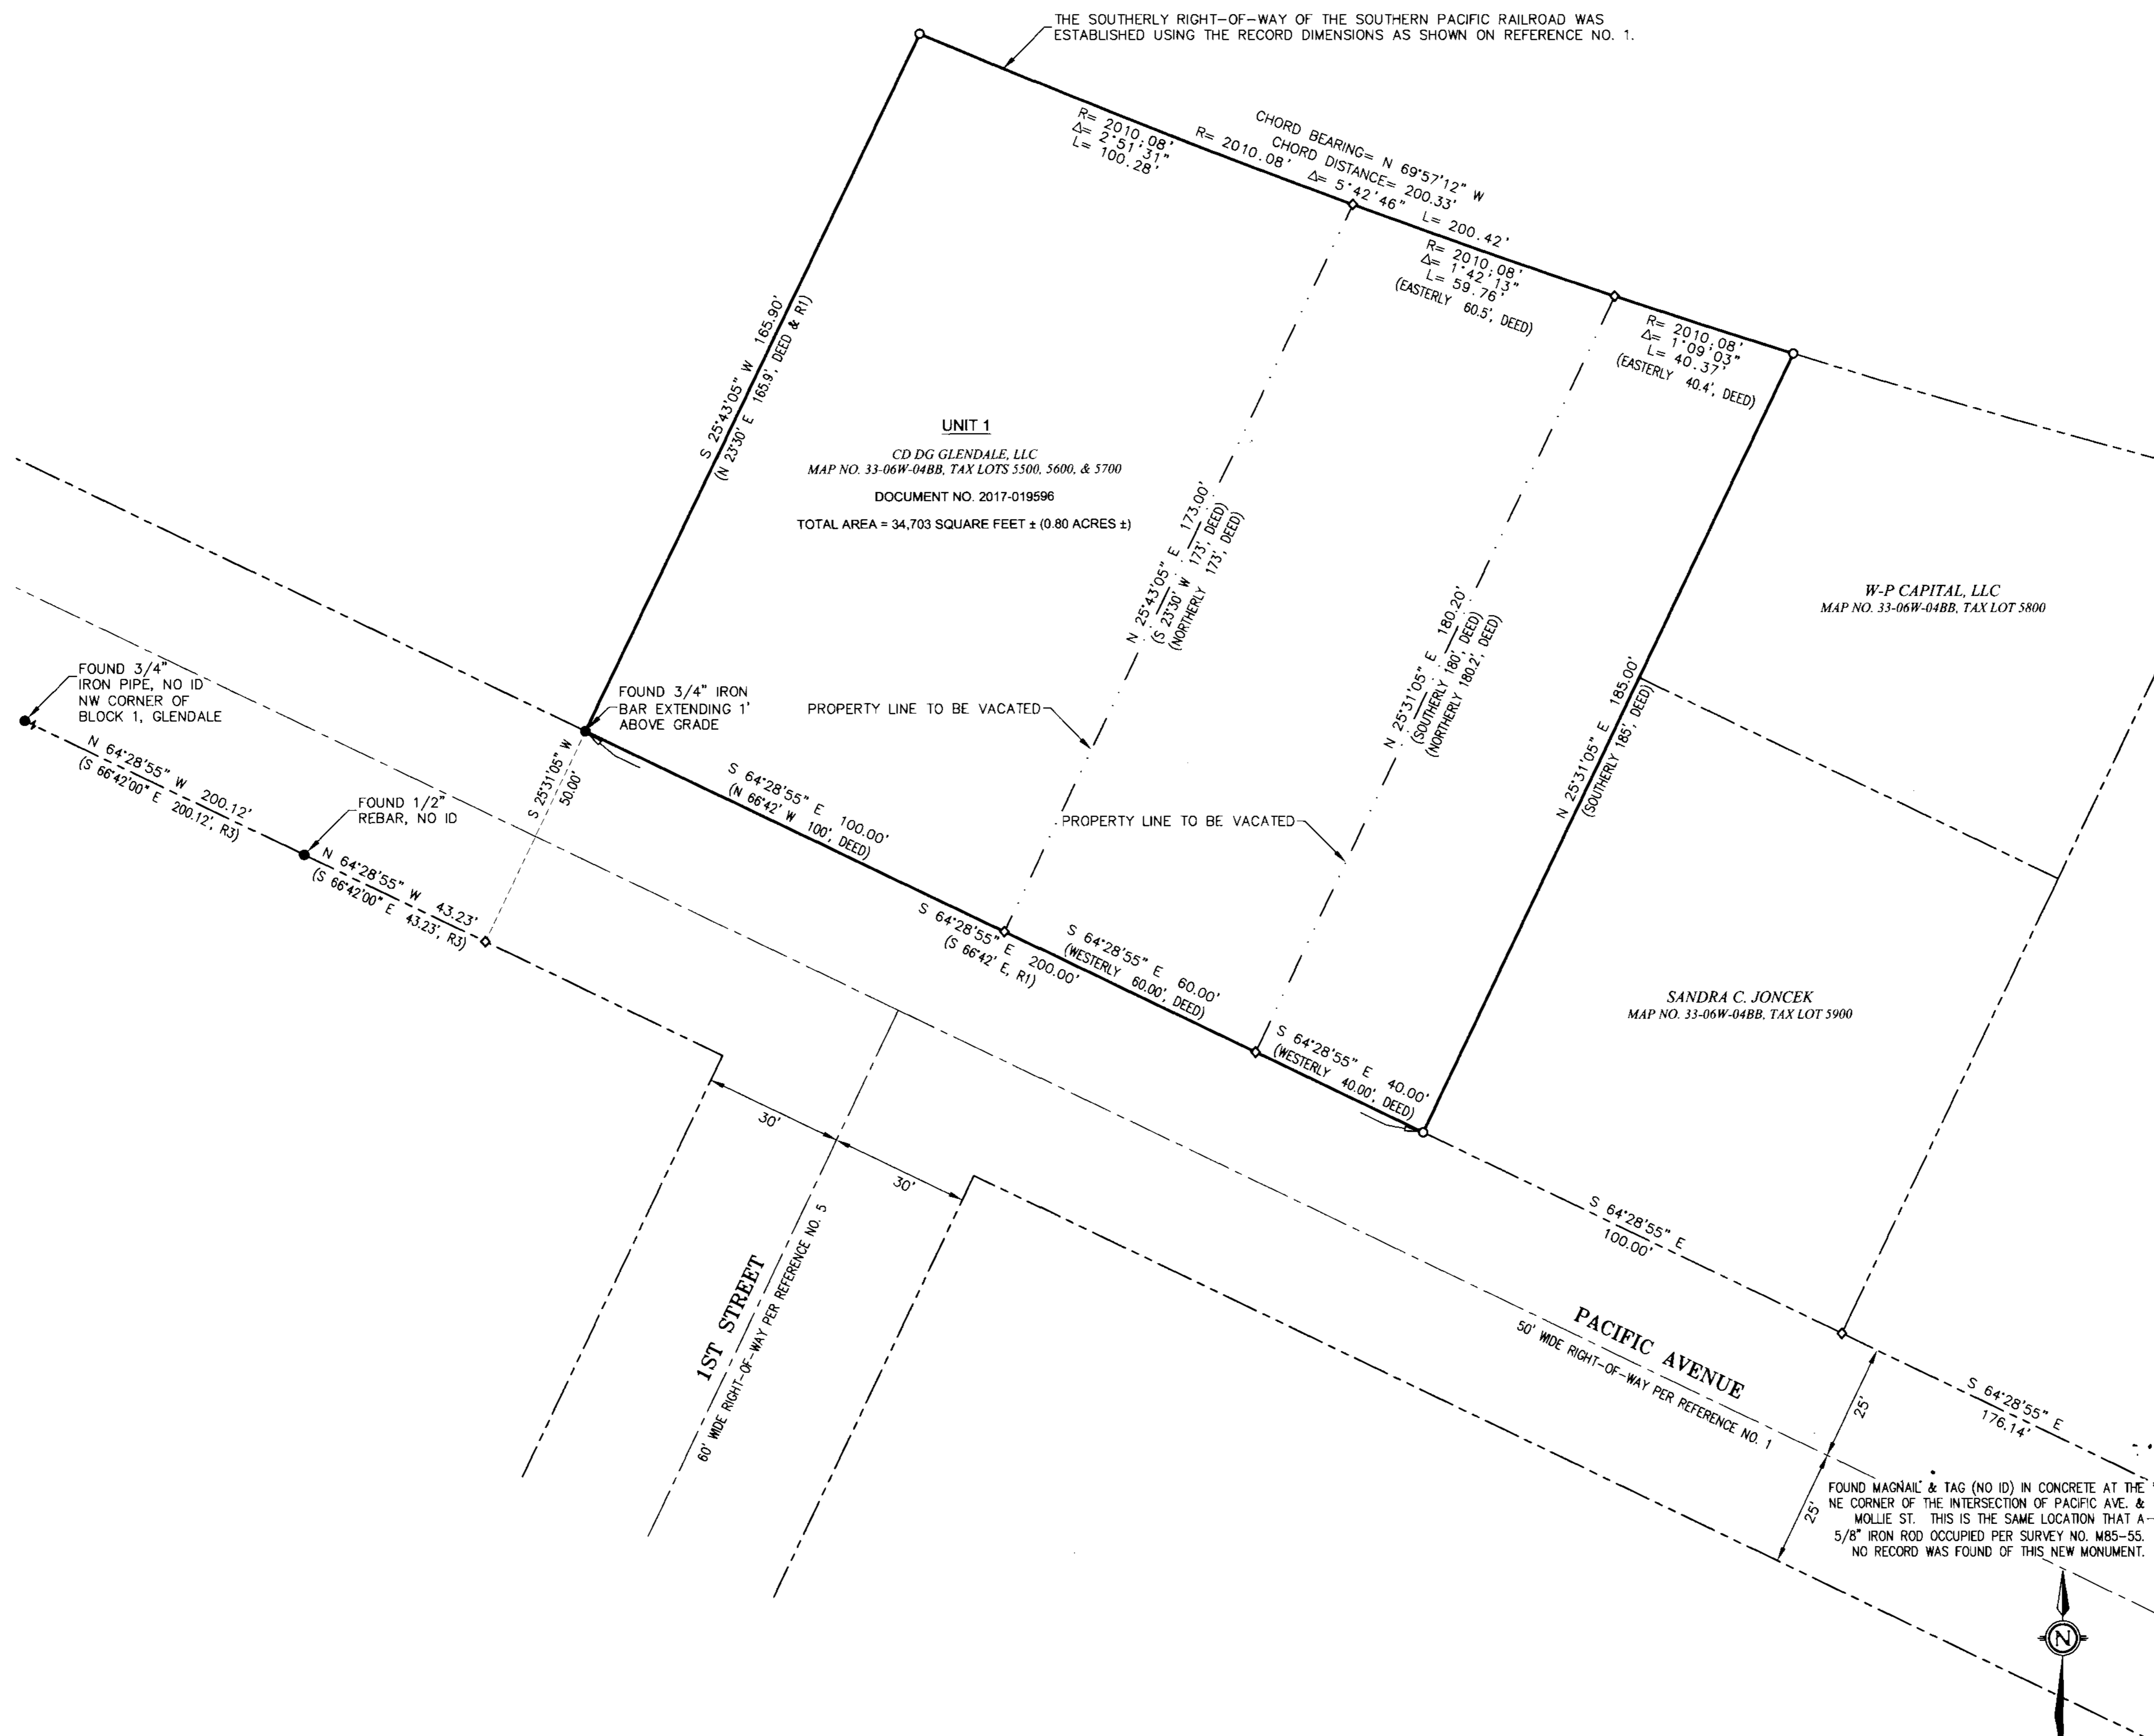 THE SOUTHERLY RIGHT-OF-WAY OF THE SOUTHERN PACIFIC RAILROAD WAS
ESTABLISHED USING THE RECORD DIMENSIONS AS SHOWN ON REFERENCE NO. 1.
CHORD BEARING= N 69°57'12" W
CHORD DISTANCE= 200.33'
R= 2010.08' Δ= 5°42'46" L= 200.42'
R= 2010.08'
Δ= 2°51'31"
L= 100.28'
R= 2010.08'
Δ= 1°42'13"
L= 59.76'
(EASTERLY 60.5', DEED)
R= 2010.08'
Δ= 1°09'03"
L= 40.37'
(EASTERLY 40.4', DEED)
S 25°43'05" W 165.90'
(N 23°30' E 165.9', DEED & R1)
UNIT 1
CD DG GLENDALE, LLC
MAP NO. 33-06W-04BB, TAX LOTS 5500, 5600, & 5700
DOCUMENT NO. 2017-019596
TOTAL AREA = 34,703 SQUARE FEET ± (0.80 ACRES ±)
N 25°43'05" E 173.00'
(S 23°30' W 173', DEED)
(NORTHERLY 173', DEED)
N 25°31'05" E 180.20'
(SOUTHERLY 180', DEED)
(NORTHERLY 180.2', DEED)
N 25°31'05" E 185.00'
(SOUTHERLY 185', DEED)
W-P CAPITAL, LLC
MAP NO. 33-06W-04BB, TAX LOT 5800
FOUND 3/4"
IRON PIPE, NO ID
NW CORNER OF
BLOCK 1, GLENDALE
FOUND 3/4" IRON
BAR EXTENDING 1'
ABOVE GRADE
PROPERTY LINE TO BE VACATED
PROPERTY LINE TO BE VACATED
N 64°28'55" W 200.12'
(S 66°42'00" E 200.12', R3)
FOUND 1/2"
REBAR, NO ID
N 64°28'55" W 43.23'
(S 66°42'00" E 43.23', R3)
S 25°31'05" W
50.00'
S 64°28'55" E 100.00'
(N 66°42' W 100', DEED)
S 64°28'55" E 200.00'
(S 66°42' E, R1)
S 64°28'55" E 60.00'
(WESTERLY 60.00', DEED)
S 64°28'55" E 40.00'
(WESTERLY 40.00', DEED)
SANDRA C. JONCEK
MAP NO. 33-06W-04BB, TAX LOT 5900
30'
30'
1ST STREET
60' WIDE RIGHT-OF-WAY PER REFERENCE NO. 5
S 64°28'55" E
100.00'
PACIFIC AVENUE
50' WIDE RIGHT-OF-WAY PER REFERENCE NO. 1
25'
25'
S 64°28'55" E
176.14'
FOUND MAGNAIL & TAG (NO ID) IN CONCRETE AT THE
NE CORNER OF THE INTERSECTION OF PACIFIC AVE. &
MOLLIE ST. THIS IS THE SAME LOCATION THAT A
5/8" IRON ROD OCCUPIED PER SURVEY NO. M85-55.
NO RECORD WAS FOUND OF THIS NEW MONUMENT.
N